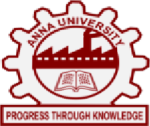 ANNA UNIVERSITY
PROGRESS THROUGH KNOWLEDGE